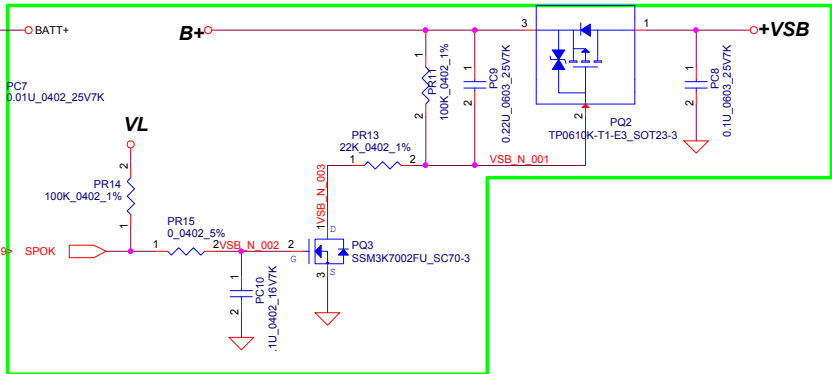 BATT+
B+
3
1
+VSB
PC7
0.01U_0402_25V7K
1
2
PR11
100K_0402_1%
1
2
PC9
0.22U_0603_25V7K
2
PQ2
TP0610K-T1-E3_SOT23-3
1
2
PC8
0.1U_0603_25V7K
VL
2
PR14
100K_0402_1%
1
PR13
22K_0402_1%
1
2
VSB_N_001
VSB_N_003
PR15
0_0402_5%
SPOK
1
2
VSB_N_002
2
G
1
D
PQ3
SSM3K7002FU_SC70-3
3
S
1
2
PC10
.1U_0402_16V7K